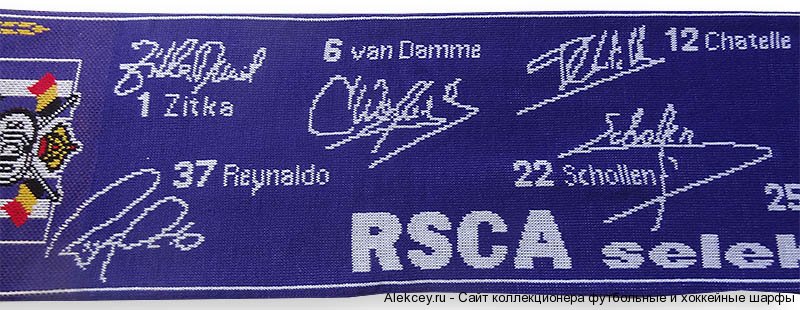 6 van Damme
12 Chatelle
1 Zitka
37 Reynaldo
22 Schollen
25
RSCA selek
Alekcey.ru - Сайт коллекционера футбольные и хоккейные шарфы